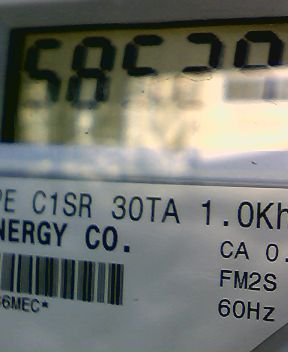 PE C1SR 30TA 1.0Kh
NERGY CO.
CA 0.
FM2S
6MEC*
60Hz